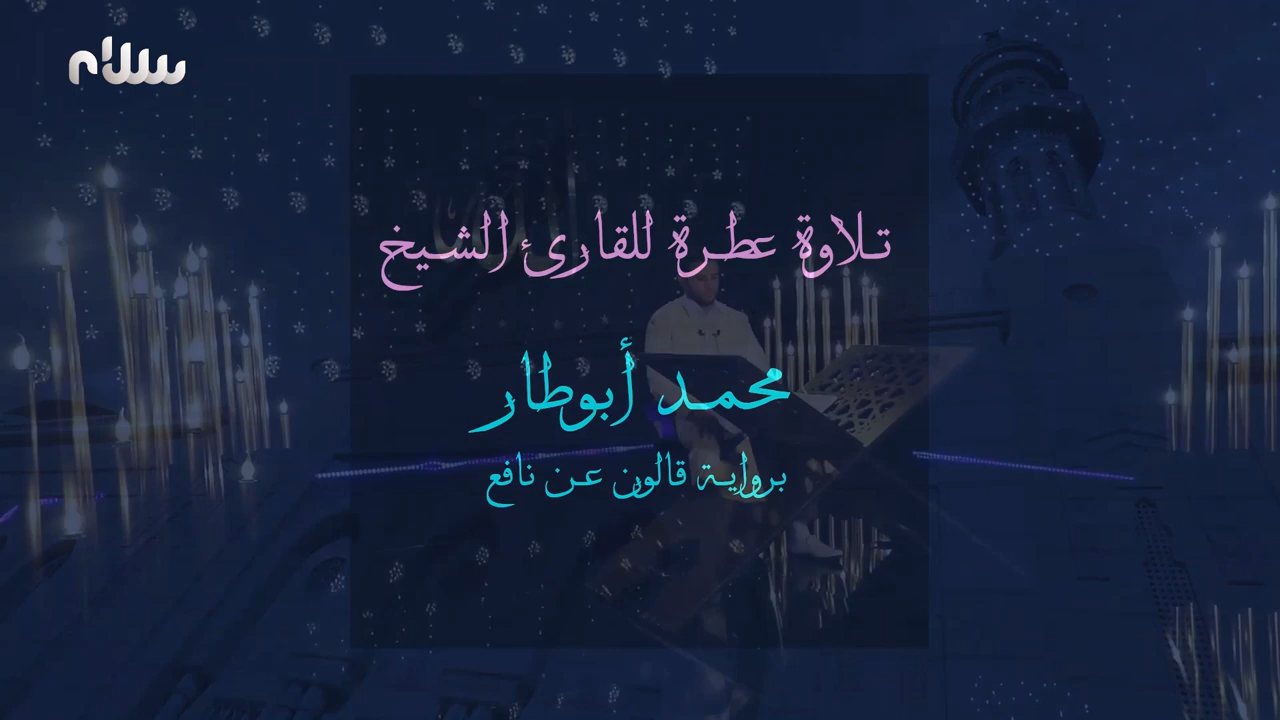 سلام
تلاوة عطرة للقارئ الشيخ
محمد أبوطار
برواية قالون عن نافع